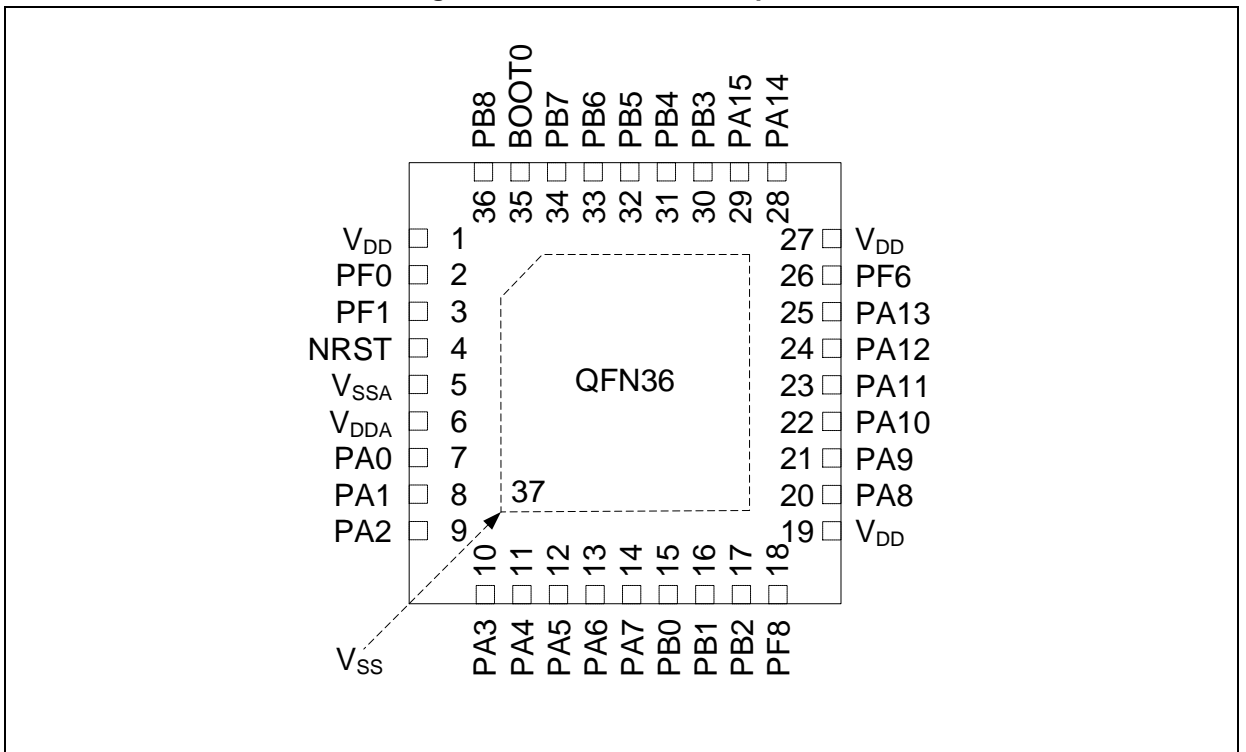 PB8
BOOT0
PB7
PB6
PB5
PB4
PB3
PA15
PA14
36
35
34
33
32
31
30
29
28
VDD 1
PF0 2
PF1 3
NRST 4
VSSA 5
VDDA 6
PA0 7
PA1 8
PA2 9
27 VDD
26 PF6
25 PA13
24 PA12
23 PA11
22 PA10
21 PA9
20 PA8
19 VDD
QFN36
37
10
11
12
13
14
15
16
17
18
PA3
PA4
PA5
PA6
PA7
PB0
PB1
PB2
PF8
VSS